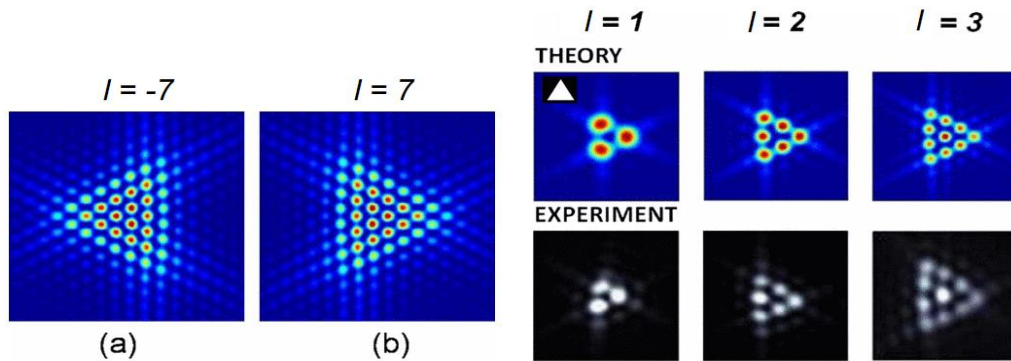 l = -7
l = 7
(a)
(b)
l = 1
l = 2
l = 3
THEORY
EXPERIMENT